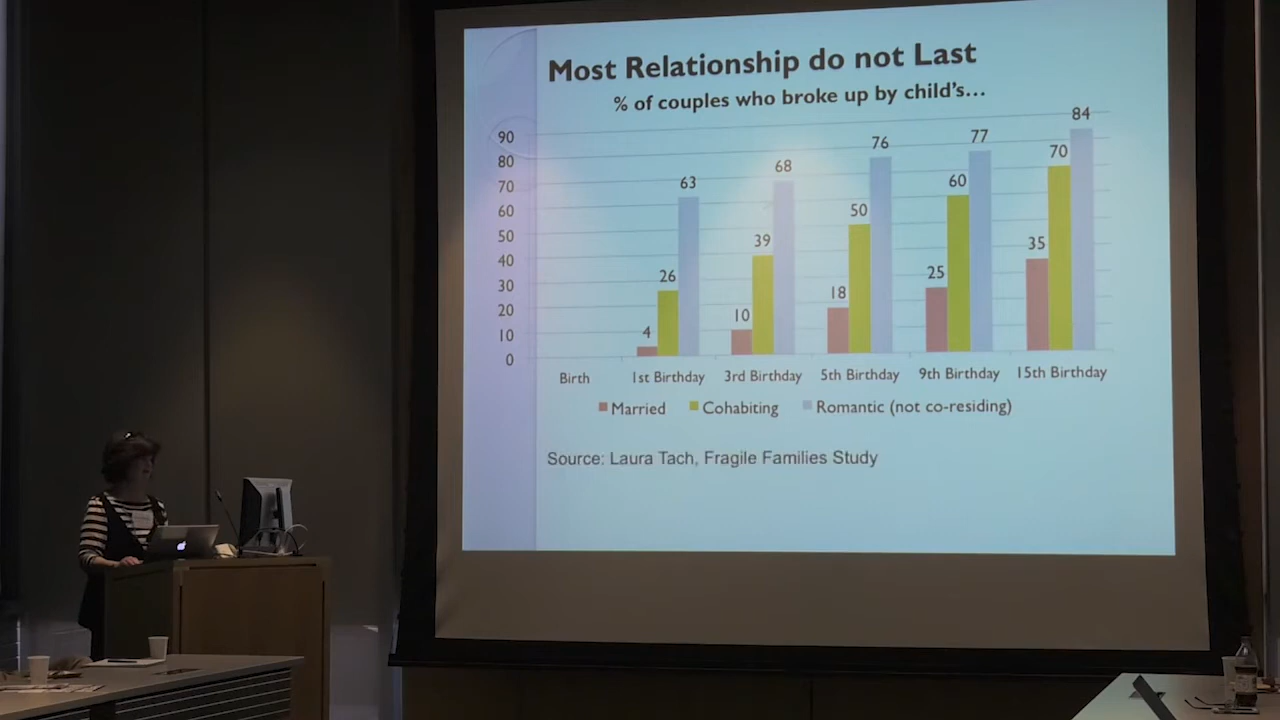 Most Relationship do not Last
% of couples who broke up by child's...
90
80
70
60
50
40
30
20
10
0
4
26
63
10
39
68
18
50
76
25
60
77
35
70
84
Birth
1st Birthday
3rd Birthday
5th Birthday
9th Birthday
15th Birthday
Married
Cohabiting
Romantic (not co-residing)
Source: Laura Tach, Fragile Families Study